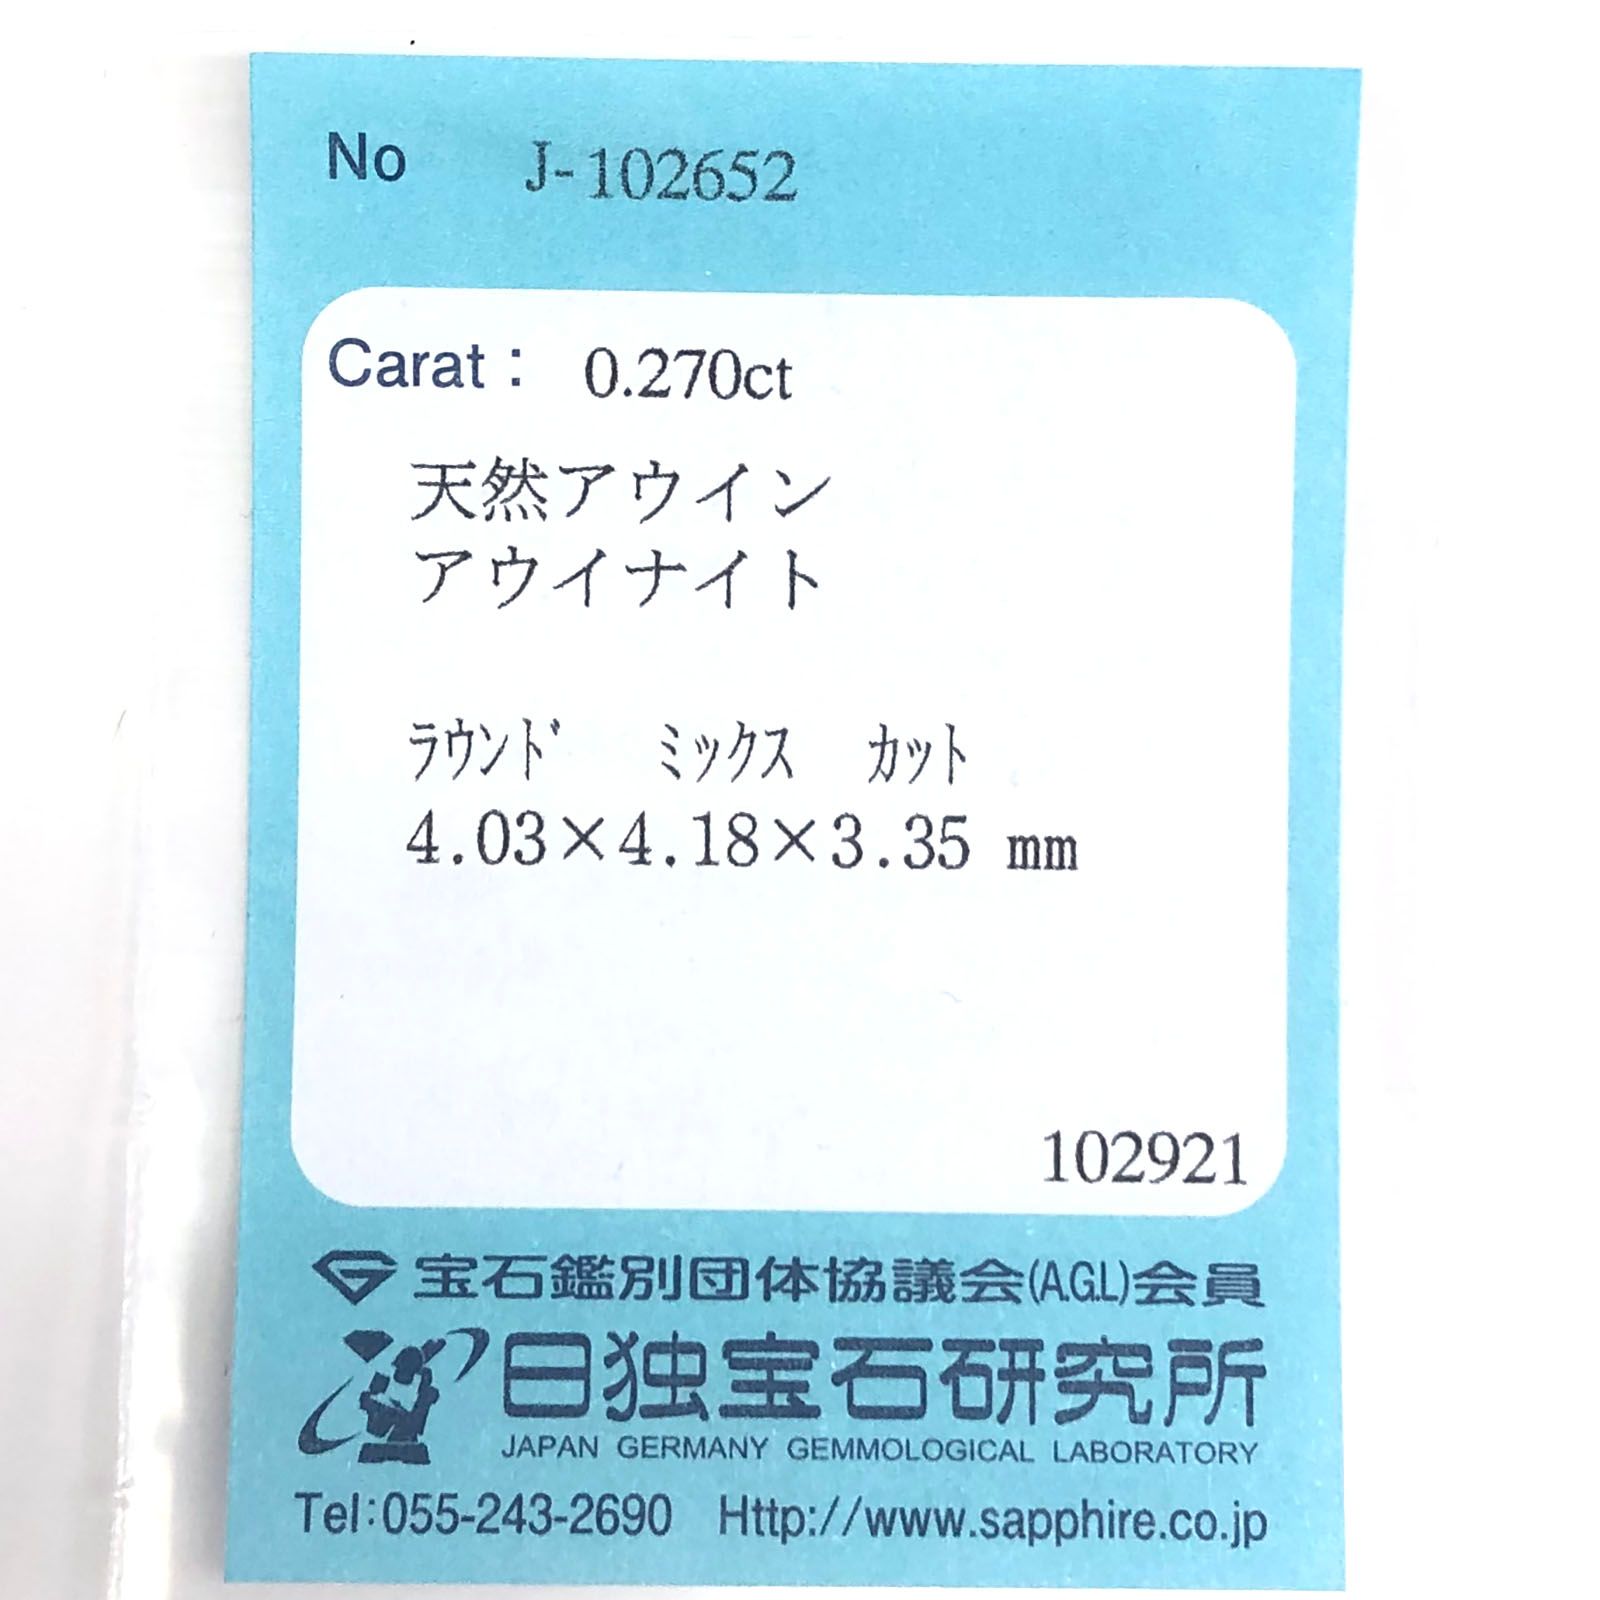 No J-102652
Carat： 0.270ct
天然アウイン
アウイナイト
ﾗｳﾝﾄﾞ ﾐｯｸｽ ｶｯﾄ
4.03×4.18×3.35 mm
102921
宝石鑑別団体協議会(A.G.L)会員
日独宝石研究所
JAPAN GERMANY GEMMOLOGICAL LABORATORY
Tel:055-243-2690 Http://www.sapphire.co.jp